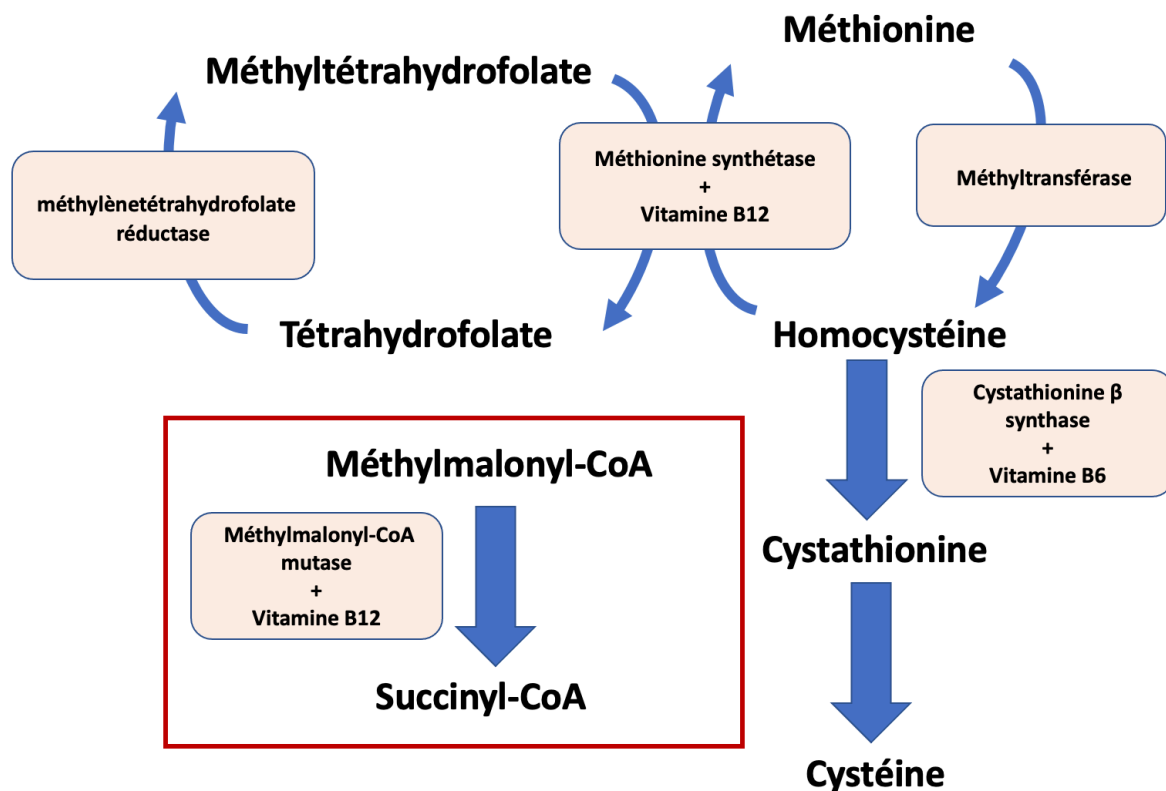 Méthionine
Méthyltétrahydrofolate
méthylènetétrahydrofolate
réductase
Méthionine synthétase
+
Vitamine B12
Méthyltransférase
Tétrahydrofolate
Homocystéine
Cystathionine β
synthase
+
Vitamine B6
Méthylmalonyl-CoA
Méthylmalonyl-CoA
mutase
+
Vitamine B12
Cystathionine
Succinyl-CoA
Cystéine